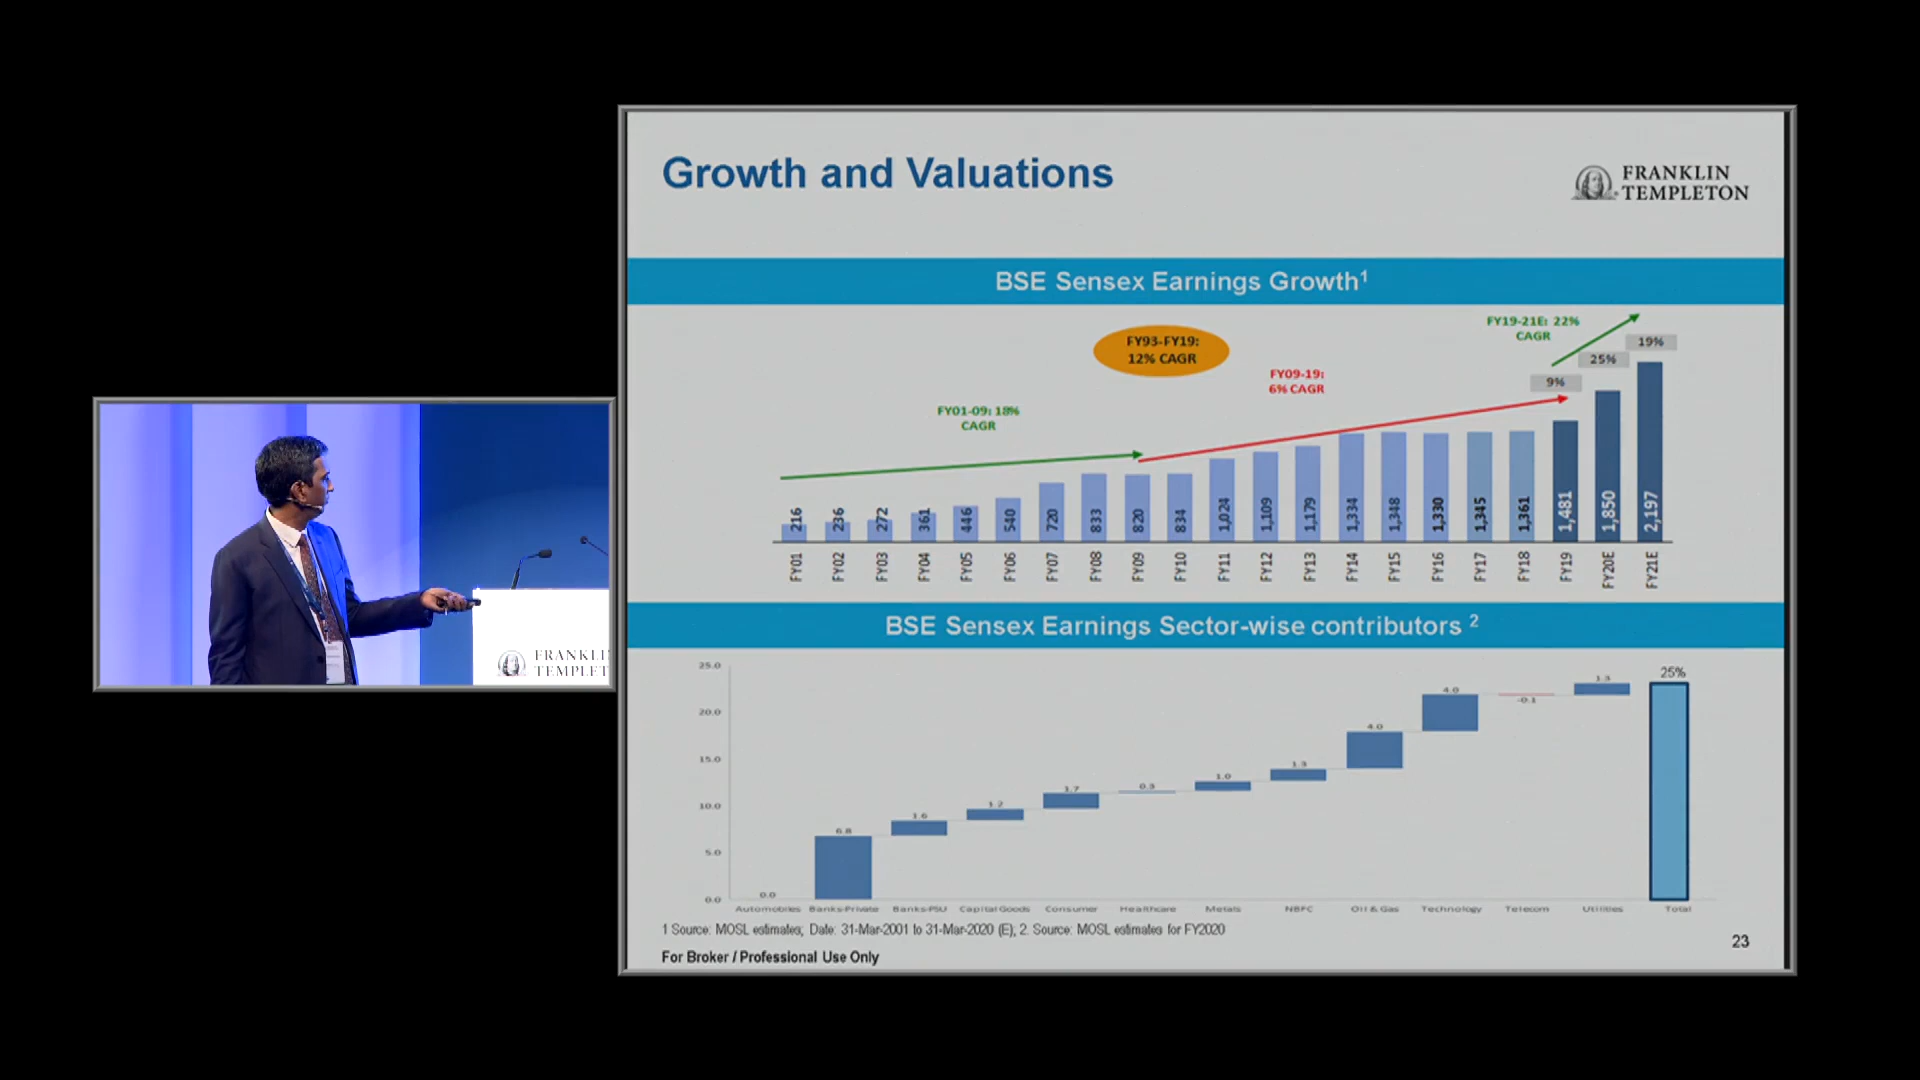 Growth and Valuations
FRANKLIN
TEMPLETON
BSE Sensex Earnings Growth¹
FY93-FY19:
12% CAGR
FY01-09: 18%
CAGR
FY09-19:
6% CAGR
FY19-21E: 22%
CAGR
9%
25%
19%
216
236
272
361
446
540
720
833
820
834
1,024
1,109
1,179
1,334
1,348
1,330
1,345
1,361
1,481
1,850
2,197
FY01
FY02
FY03
FY04
FY05
FY06
FY07
FY08
FY09
FY10
FY11
FY12
FY13
FY14
FY15
FY16
FY17
FY18
FY19
FY20E
FY21E
BSE Sensex Earnings Sector-wise contributors ²
25.0
20.0
15.0
10.0
5.0
0.0
0.0
6.8
1.6
1.2
1.7
0.3
1.0
1.3
4.0
4.0
-0.1
1.3
25%
Automobiles
Banks-Private
Banks-PSU
Capital Goods
Consumer
Healthcare
Metals
NBFC
Oil & Gas
Technology
Telecom
Utilities
Total
1 Source: MOSL estimates; Date: 31-Mar-2001 to 31-Mar-2020 (E), 2. Source: MOSL estimates for FY2020
For Broker / Professional Use Only
23
FRANKLI
TEMPLET